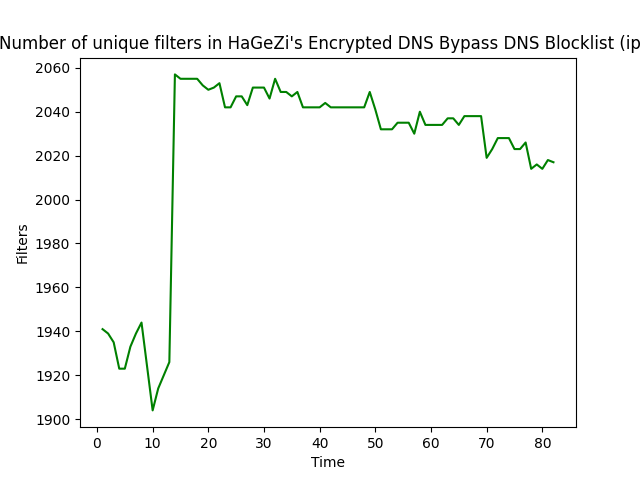 Number of unique filters in HaGeZi's Encrypted DNS Bypass DNS Blocklist (ip
2060
2040
2020
2000
1980
1960
1940
1920
1900
Filters
0 10 20 30 40 50 60 70 80
Time